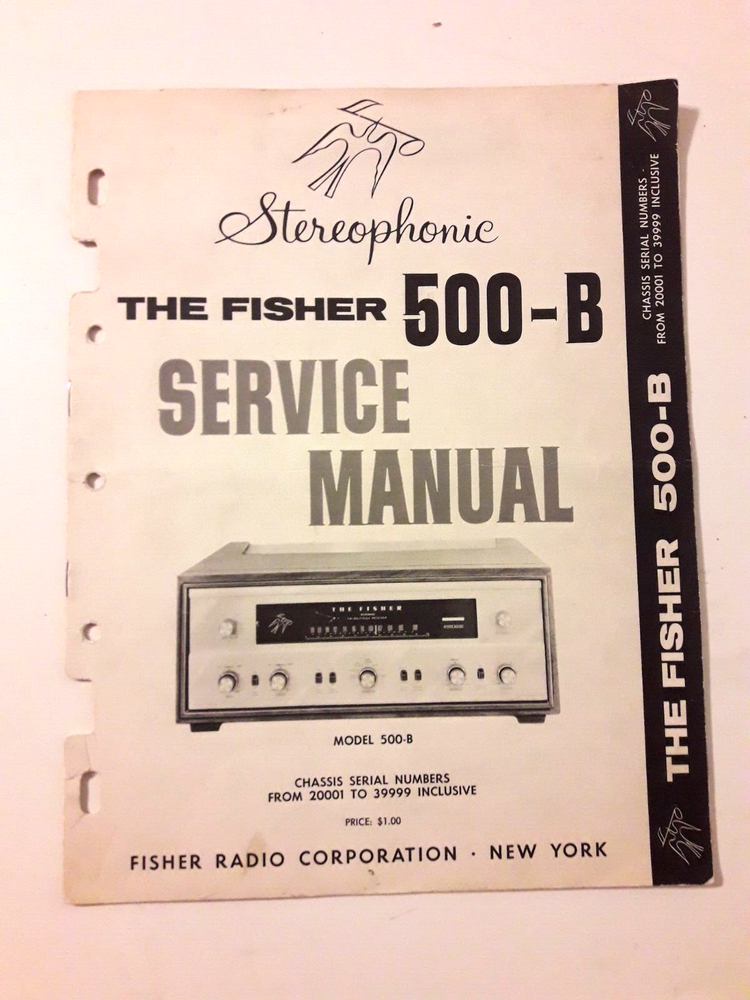 Stereophonic
THE FISHER 500-B
SERVICE
MANUAL
THE FISHER
MODEL 500-B
CHASSIS SERIAL NUMBERS
FROM 20001 TO 39999 INCLUSIVE
PRICE: $1.00
FISHER RADIO CORPORATION · NEW YORK
THE FISHER 500-B
CHASSIS SERIAL NUMBERS -
FROM 20001 TO 39999 INCLUSIVE